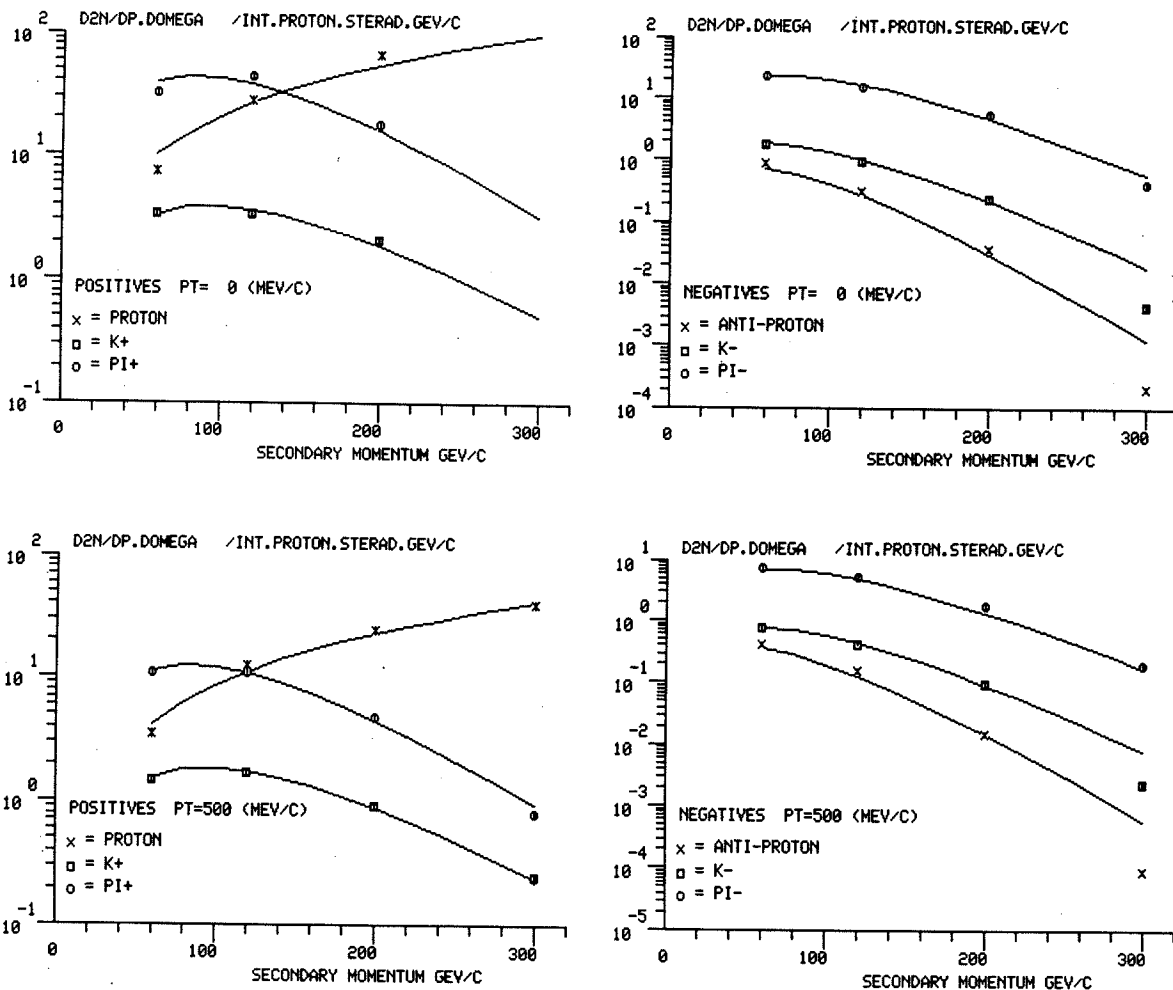 D2N/DP.DOMEGA /INT.PROTON.STERAD.GEV/C
10^2
10^1
10^0
10^-1
POSITIVES PT= 0 (MEV/C)
× = PROTON
□ = K+
○ = PI+
0 100 200 300
SECONDARY MOMENTUM GEV/C
D2N/DP.DOMEGA /INT.PROTON.STERAD.GEV/C
10^2
10^1
10^0
10^-1
10^-2
10^-3
10^-4
NEGATIVES PT= 0 (MEV/C)
× = ANTI-PROTON
□ = K-
○ = PI-
0 100 200 300
SECONDARY MOMENTUM GEV/C
D2N/DP.DOMEGA /INT.PROTON.STERAD.GEV/C
10^2
10^1
10^0
10^-1
POSITIVES PT=500 (MEV/C)
× = PROTON
□ = K+
○ = PI+
0 100 200 300
SECONDARY MOMENTUM GEV/C
D2N/DP.DOMEGA /INT.PROTON.STERAD.GEV/C
10^1
10^0
10^-1
10^-2
10^-3
10^-4
10^-5
NEGATIVES PT=500 (MEV/C)
× = ANTI-PROTON
□ = K-
○ = PI-
0 100 200 300
SECONDARY MOMENTUM GEV/C